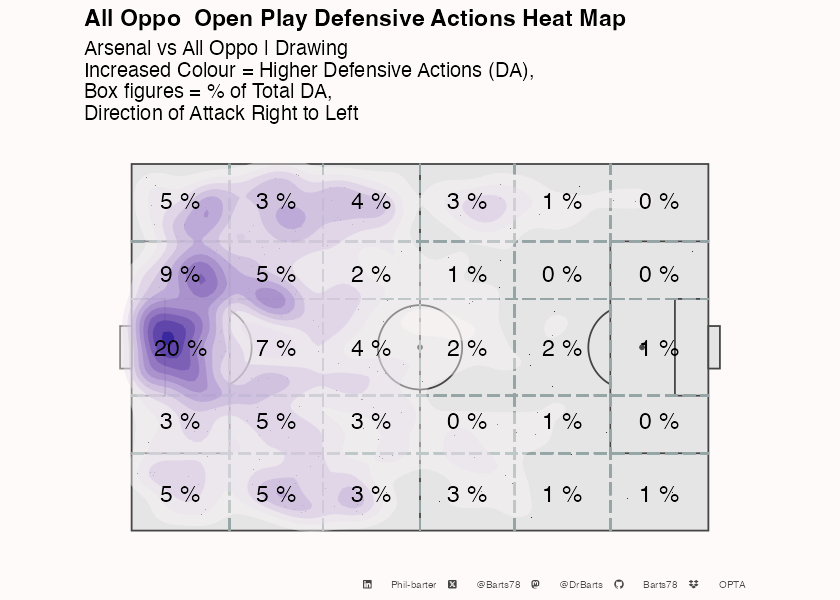 All Oppo  Open Play Defensive Actions Heat Map
Arsenal vs All Oppo | Drawing
Increased Colour = Higher Defensive Actions (DA),
Box figures = % of Total DA,
Direction of Attack Right to Left
5 % 3 % 4 % 3 % 1 % 0 %
9 % 5 % 2 % 1 % 0 % 0 %
20 % 7 % 4 % 2 % 2 % 1 %
3 % 5 % 3 % 0 % 1 % 0 %
5 % 5 % 3 % 3 % 1 % 1 %
Phil-barter @Barts78 @DrBarts Barts78 OPTA